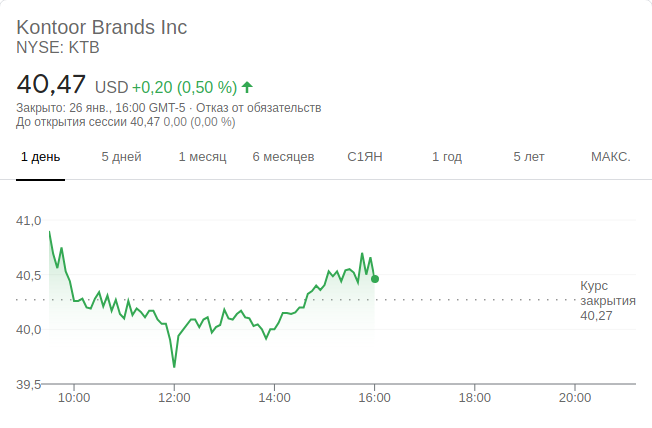 Kontoor Brands Inc
NYSE: KTB
40,47 USD +0,20 (0,50 %)
Закрыто: 26 янв., 16:00 GMT-5 · Отказ от обязательств
До открытия сессии 40,47 0,00 (0,00 %)
1 день 5 дней 1 месяц 6 месяцев С1ЯН 1 год 5 лет МАКС.
41,0
40,5
Курс
закрытия
40,27
40,0
39,5
10:00 12:00 14:00 16:00 18:00 20:00